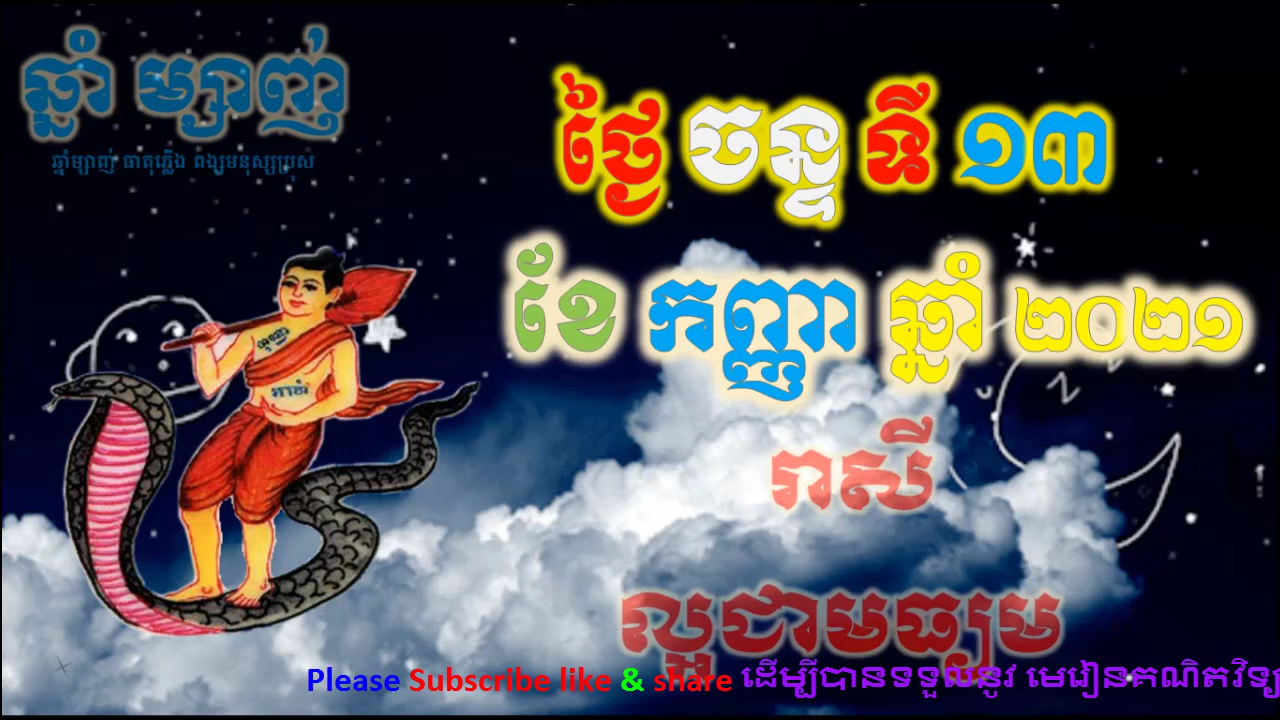 ឆ្នាំ ម្សាញ់
ឆ្នាំម្សាញ់ ធាតុភ្លើង ពង្សមនុស្សប្រុស
ថ្ងៃ ចន្ទ ទី ១៣
ខែ កញ្ញា ឆ្នាំ ២០២១
រាសី
ល្អជាមធ្យម
Please Subscribe like & share ដើម្បីបានទទួលនូវ មេរៀនគណិតវិទ្យ